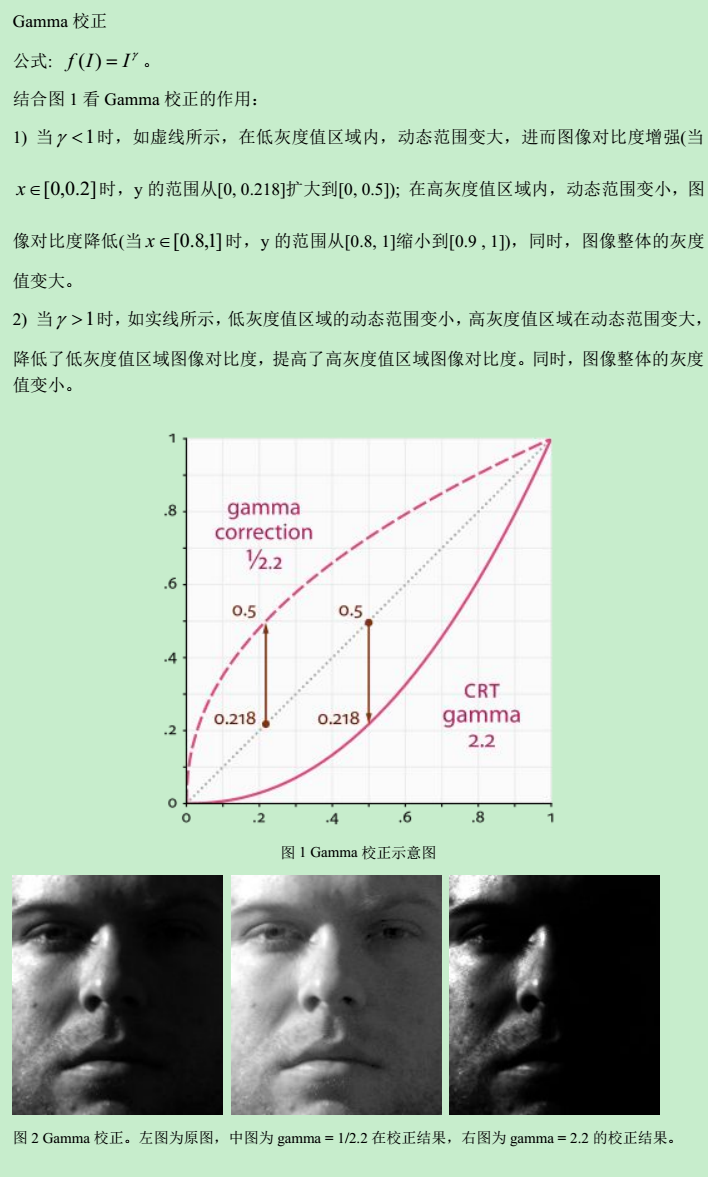 Gamma 校正
公式: f(I) = I^γ 。
结合图 1 看 Gamma 校正的作用：
1) 当γ < 1时，如虚线所示，在低灰度值区域内，动态范围变大，进而图像对比度增强(当
x ∈ [0,0.2]时，y 的范围从[0, 0.218]扩大到[0, 0.5]); 在高灰度值区域内，动态范围变小，图
像对比度降低(当 x ∈ [0.8,1] 时，y 的范围从[0.8, 1]缩小到[0.9 , 1])，同时，图像整体的灰度
值变大。
2) 当γ > 1时，如实线所示，低灰度值区域的动态范围变小，高灰度值区域在动态范围变大，
降低了低灰度值区域图像对比度，提高了高灰度值区域图像对比度。同时，图像整体的灰度
值变小。
1
.8
gamma
correction
1/2.2
.6
0.5
0.5
.4
CRT
gamma
2.2
0.218
0.218
.2
0
0
.2
.4
.6
.8
1
图 1 Gamma 校正示意图
图 2 Gamma 校正。左图为原图，中图为 gamma = 1/2.2 在校正结果，右图为 gamma = 2.2 的校正结果。